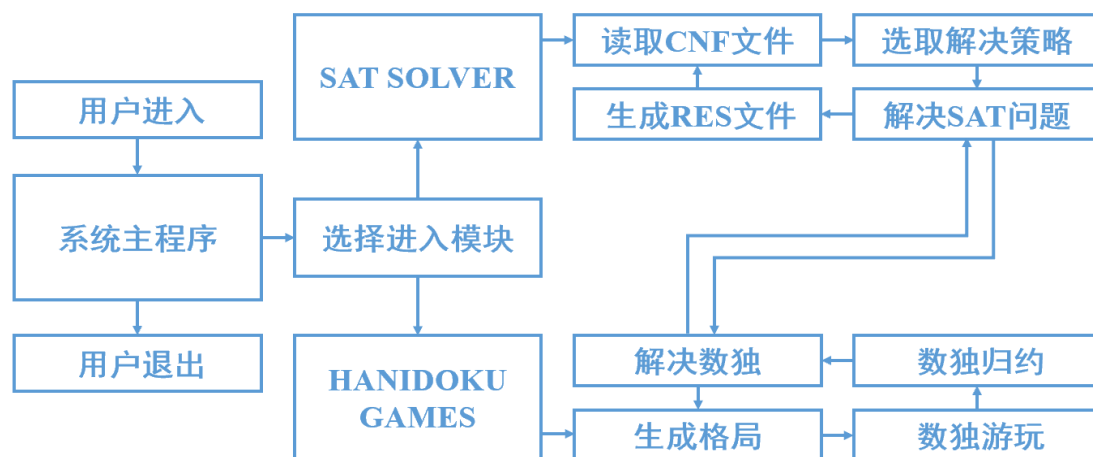 用户进入
系统主程序
用户退出
选择进入模块
SAT SOLVER
HANIDOKU
GAMES
读取CNF文件
选取解决策略
生成RES文件
解决SAT问题
解决数独
数独归约
生成格局
数独游玩